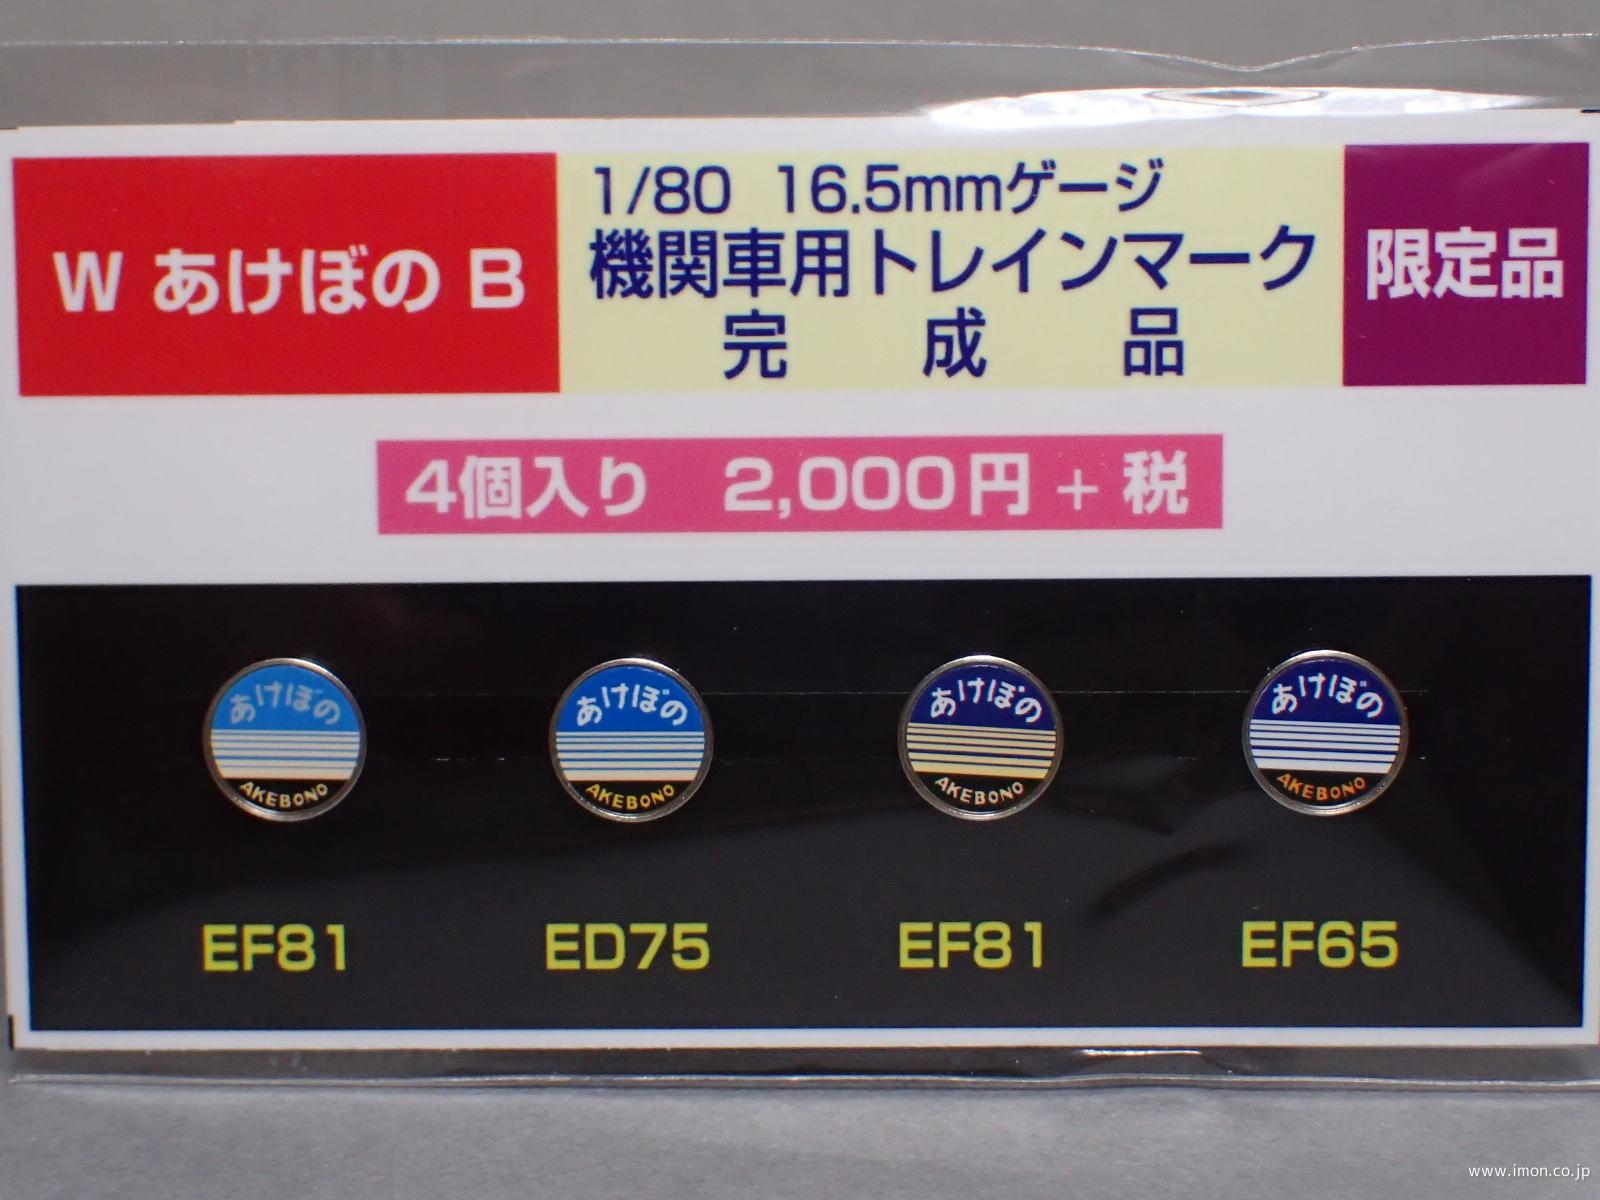 W あけぼの B
1/80 16.5mmゲージ
機関車用トレインマーク
完 成 品
限定品
4個入り 2,000円 + 税
あけぼの
AKEBONO
あけぼの
AKEBONO
あけぼの
AKEBONO
あけぼの
AKEBONO
EF81
ED75
EF81
EF65
www.imon.co.jp